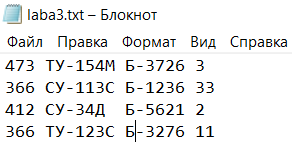 laba3.txt – Блокнот
Файл Правка Формат Вид Справка
473 ТУ-154М Б-3726 3
366 СУ-113С Б-1236 33
412 СУ-34Д Б-5621 2
366 ТУ-123С Б-3276 11